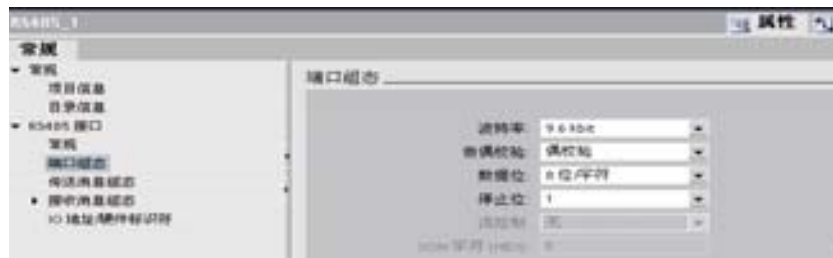 RS485_1
属性
常规
常规
项目信息
目录信息
RS485 接口
常规
端口组态
传送消息组态
接收消息组态
IO 地址/硬件标识符
端口组态
波特率: 9.6 kbit
奇偶校验: 偶校验
数据位: 8 位/字符
停止位: 1
流控制: 无